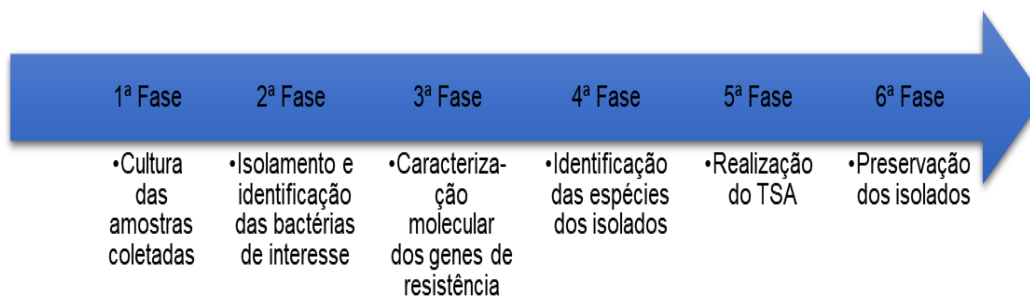 1ª Fase
2ª Fase
3ª Fase
4ª Fase
5ª Fase
6ª Fase
•Cultura
das
amostras
coletadas
•Isolamento e
identificação
das bactérias
de interesse
•Caracteriza-
ção
molecular
dos genes de
resistência
•Identificação
das espécies
dos isolados
•Realização
do TSA
•Preservação
dos isolados